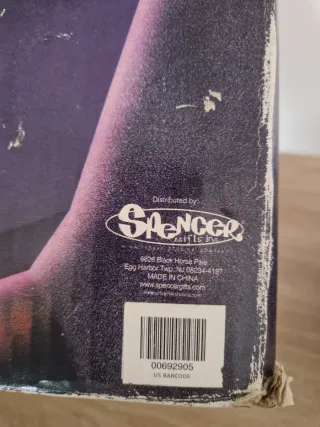 Distributed by:
SPENCER
gifts inc
6826 Black Horse Pike
Egg Harbor Twp. NJ 08234-4197
MADE IN CHINA
www.spencergifts.com
00692905
US BARCODE